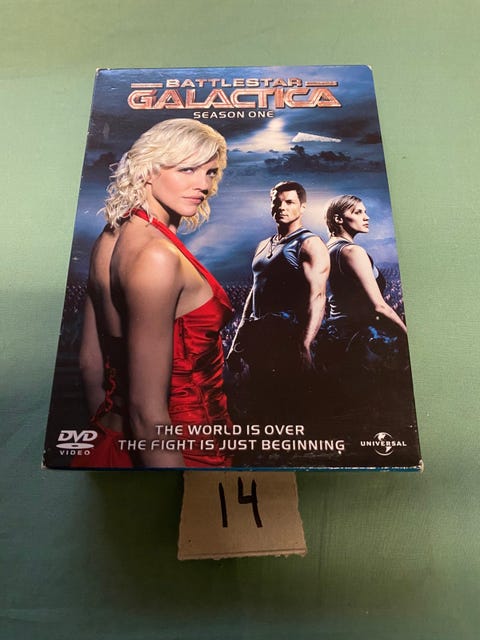 BATTLESTAR
GALACTICA
SEASON ONE
THE WORLD IS OVER
THE FIGHT IS JUST BEGINNING
DVD
VIDEO
UNIVERSAL
14